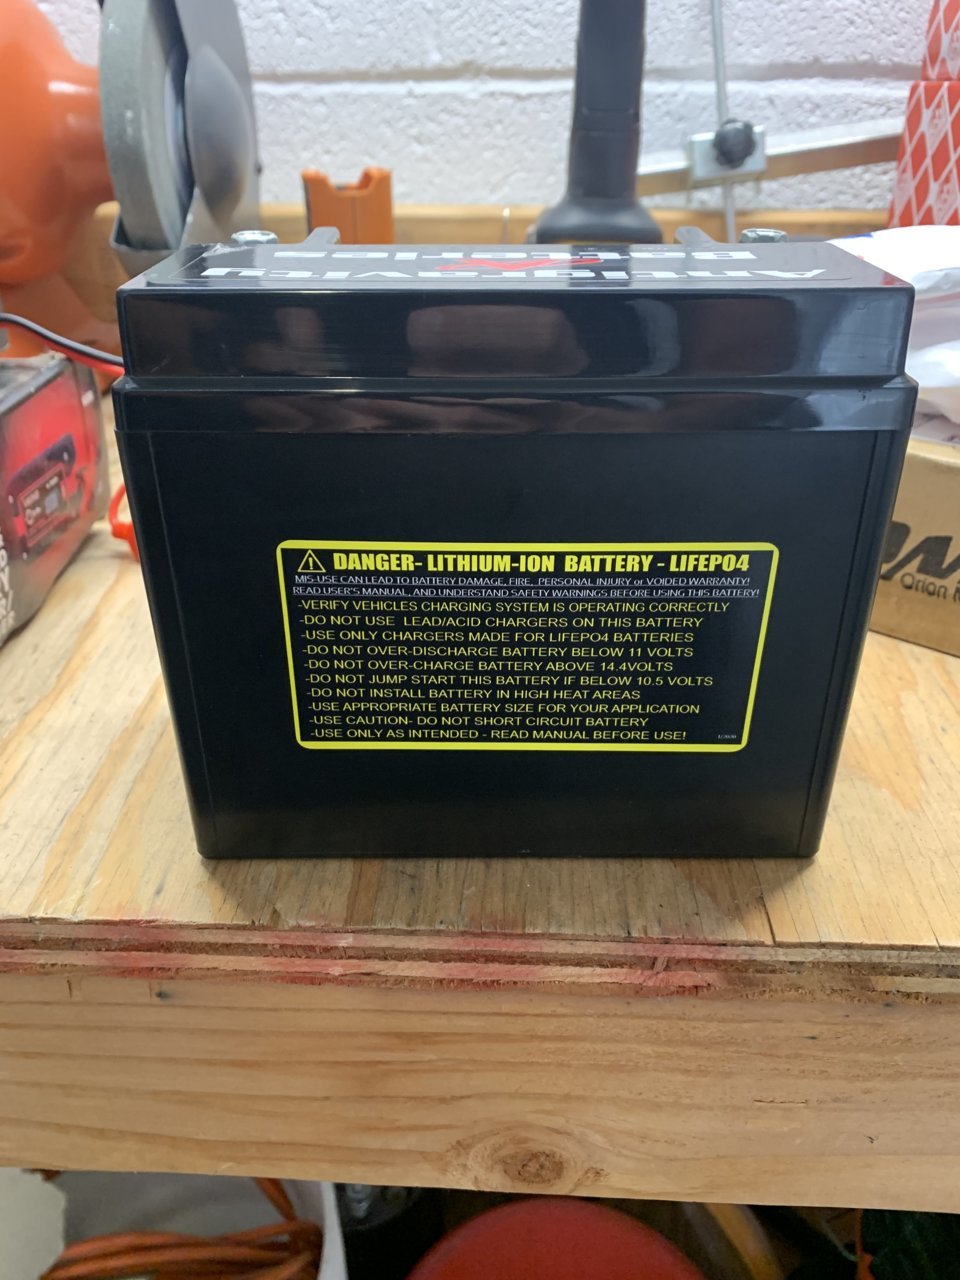 Antigravity
Batteries
DANGER- LITHIUM-ION BATTERY - LIFEPO4
MIS-USE CAN LEAD TO BATTERY DAMAGE, FIRE, PERSONAL INJURY or VOIDED WARRANTY!
READ USER'S MANUAL, AND UNDERSTAND SAFETY WARNINGS BEFORE USING THIS BATTERY!
-VERIFY VEHICLES CHARGING SYSTEM IS OPERATING CORRECTLY
-DO NOT USE LEAD/ACID CHARGERS ON THIS BATTERY
-USE ONLY CHARGERS MADE FOR LIFEPO4 BATTERIES
-DO NOT OVER-DISCHARGE BATTERY BELOW 11 VOLTS
-DO NOT OVER-CHARGE BATTERY ABOVE 14.4VOLTS
-DO NOT JUMP START THIS BATTERY IF BELOW 10.5 VOLTS
-DO NOT INSTALL BATTERY IN HIGH HEAT AREAS
-USE APPROPRIATE BATTERY SIZE FOR YOUR APPLICATION
-USE CAUTION- DO NOT SHORT CIRCUIT BATTERY
-USE ONLY AS INTENDED - READ MANUAL BEFORE USE!
Orion